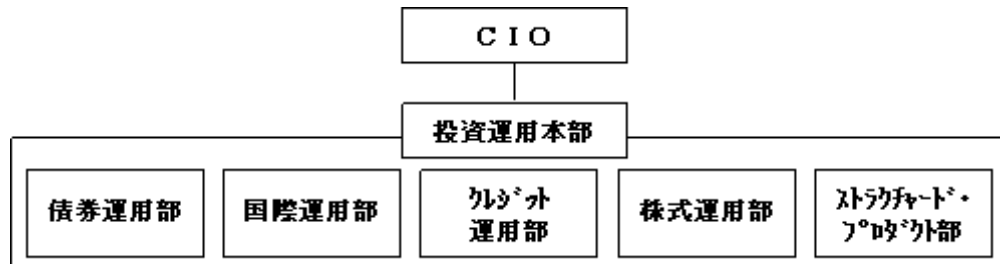 ＣＩＯ
投資運用本部
債券運用部
国際運用部
ｸﾚｼﾞｯﾄ
運用部
株式運用部
ｽﾄﾗｸﾁｬｰﾄﾞ・
ﾌﾟﾛﾀﾞｸﾄ部